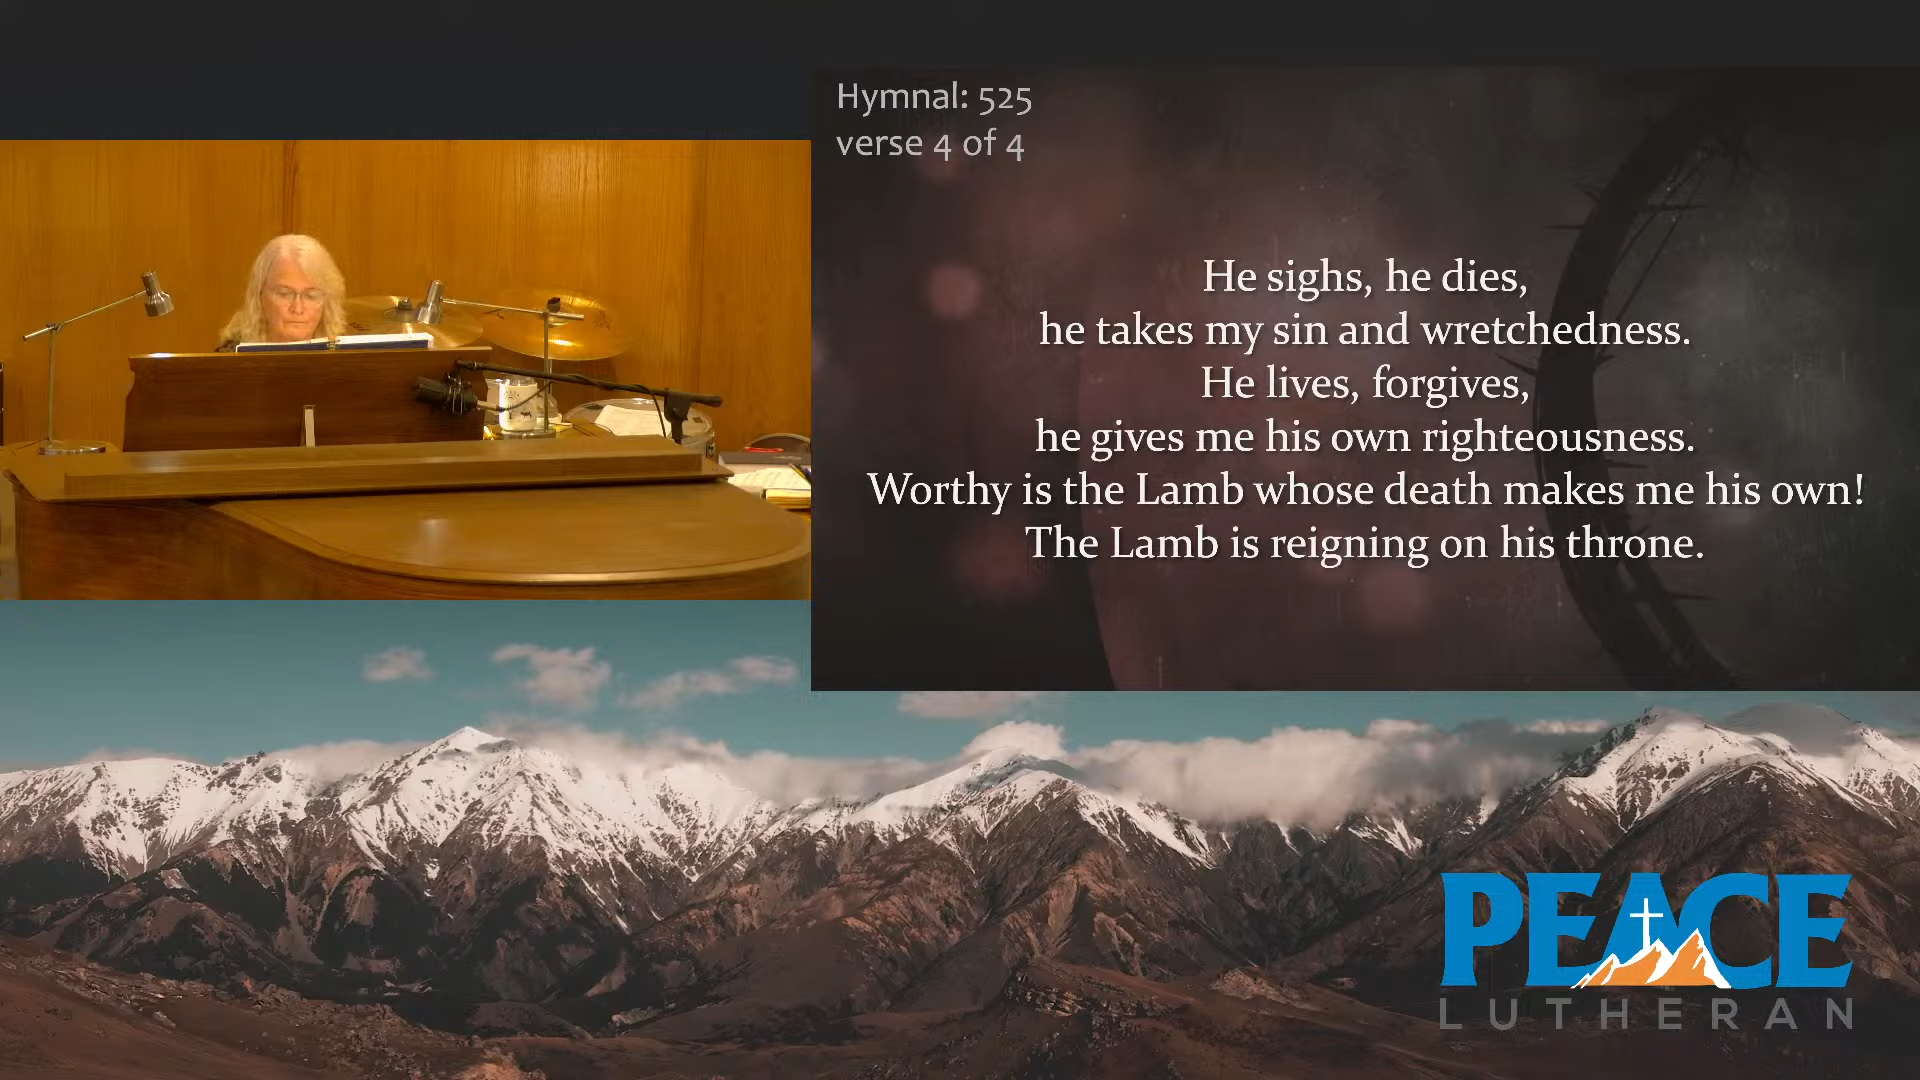 Hymnal: 525
verse 4 of 4
He sighs, he dies,
he takes my sin and wretchedness.
He lives, forgives,
he gives me his own righteousness.
Worthy is the Lamb whose death makes me his own!
The Lamb is reigning on his throne.
PEACE
LUTHERAN